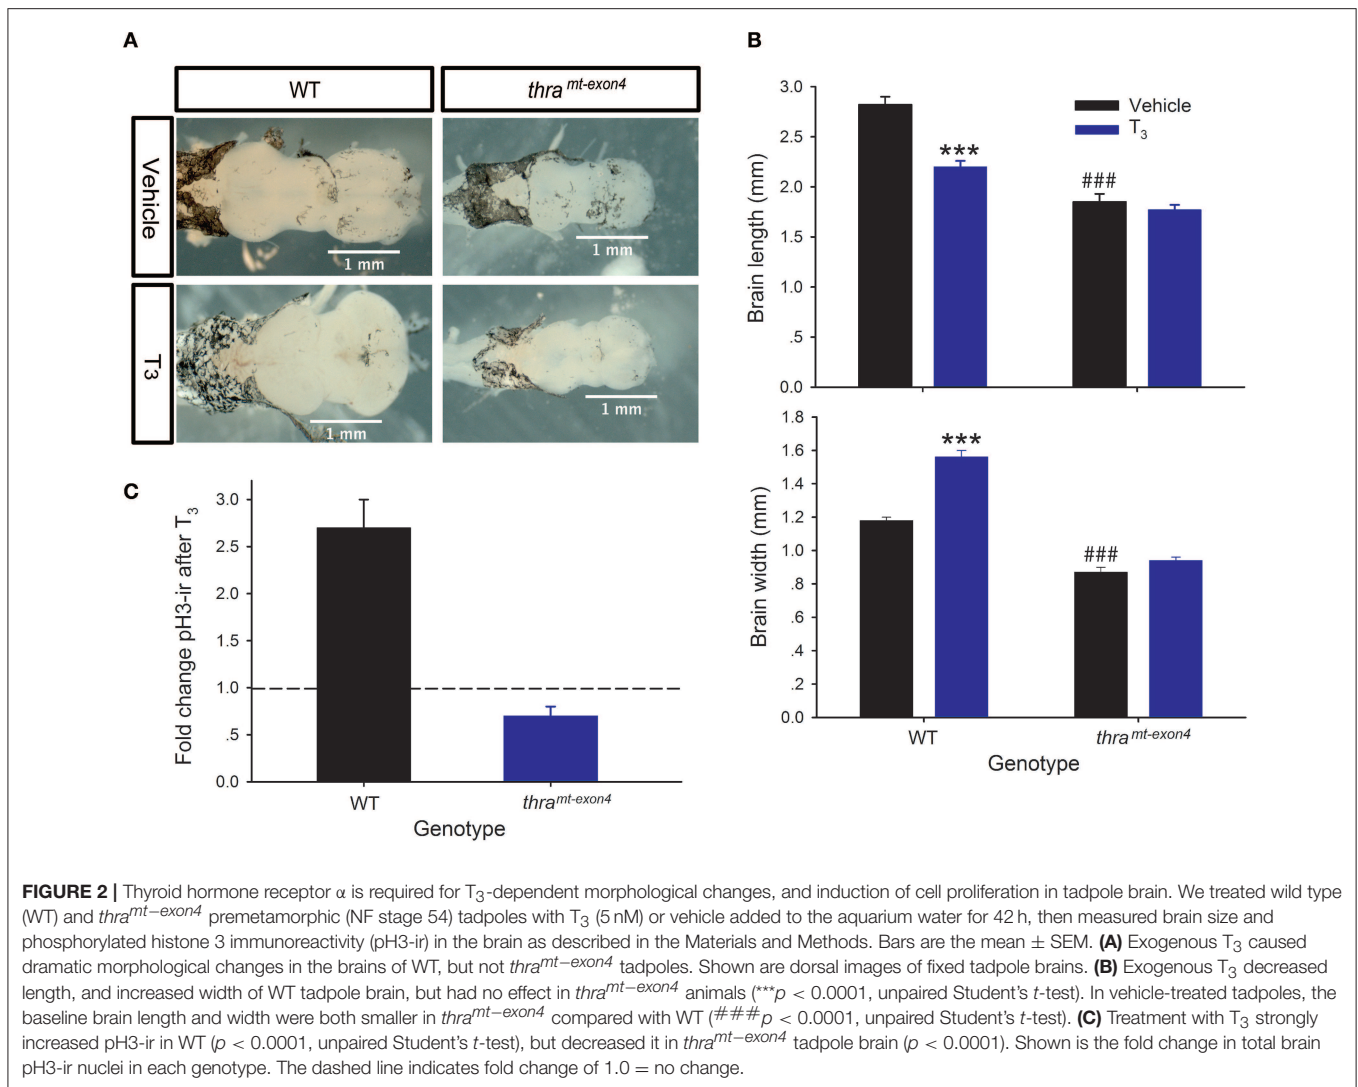 A
WT
thra mt-exon4
Vehicle
1 mm
1 mm
T3
1 mm
1 mm
B
3.0
2.5
2.0
1.5
1.0
.5
0.0
Brain length (mm)
Vehicle
T3
***
###
1.8
1.6
1.4
1.2
1.0
.8
.6
.4
.2
0.0
Brain width (mm)
***
###
WT
thra mt-exon4
Genotype
C
3.0
2.5
2.0
1.5
1.0
.5
0.0
Fold change pH3-ir after T3
WT
thra mt-exon4
Genotype
FIGURE 2 | Thyroid hormone receptor α is required for T3-dependent morphological changes, and induction of cell proliferation in tadpole brain. We treated wild type
(WT) and thra mt−exon4 premetamorphic (NF stage 54) tadpoles with T3 (5 nM) or vehicle added to the aquarium water for 42 h, then measured brain size and
phosphorylated histone 3 immunoreactivity (pH3-ir) in the brain as described in the Materials and Methods. Bars are the mean ± SEM. (A) Exogenous T3 caused
dramatic morphological changes in the brains of WT, but not thra mt−exon4 tadpoles. Shown are dorsal images of fixed tadpole brains. (B) Exogenous T3 decreased
length, and increased width of WT tadpole brain, but had no effect in thra mt−exon4 animals (***p < 0.0001, unpaired Student's t-test). In vehicle-treated tadpoles, the
baseline brain length and width were both smaller in thra mt−exon4 compared with WT (###p < 0.0001, unpaired Student's t-test). (C) Treatment with T3 strongly
increased pH3-ir in WT (p < 0.0001, unpaired Student's t-test), but decreased it in thra mt−exon4 tadpole brain (p < 0.0001). Shown is the fold change in total brain
pH3-ir nuclei in each genotype. The dashed line indicates fold change of 1.0 = no change.